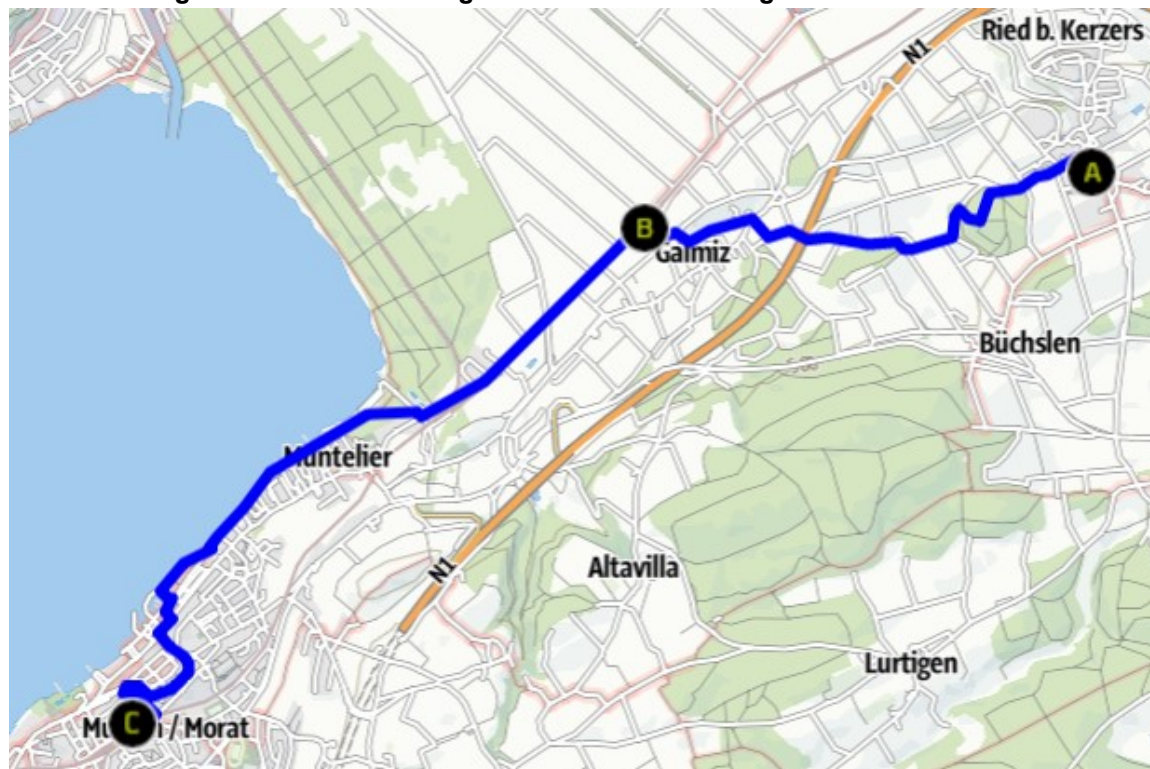 N1
Ried b. Kerzers
A
B
Galmiz
Büchslen
Muntelier
N1
Altavilla
Lurtigen
C
/ Morat